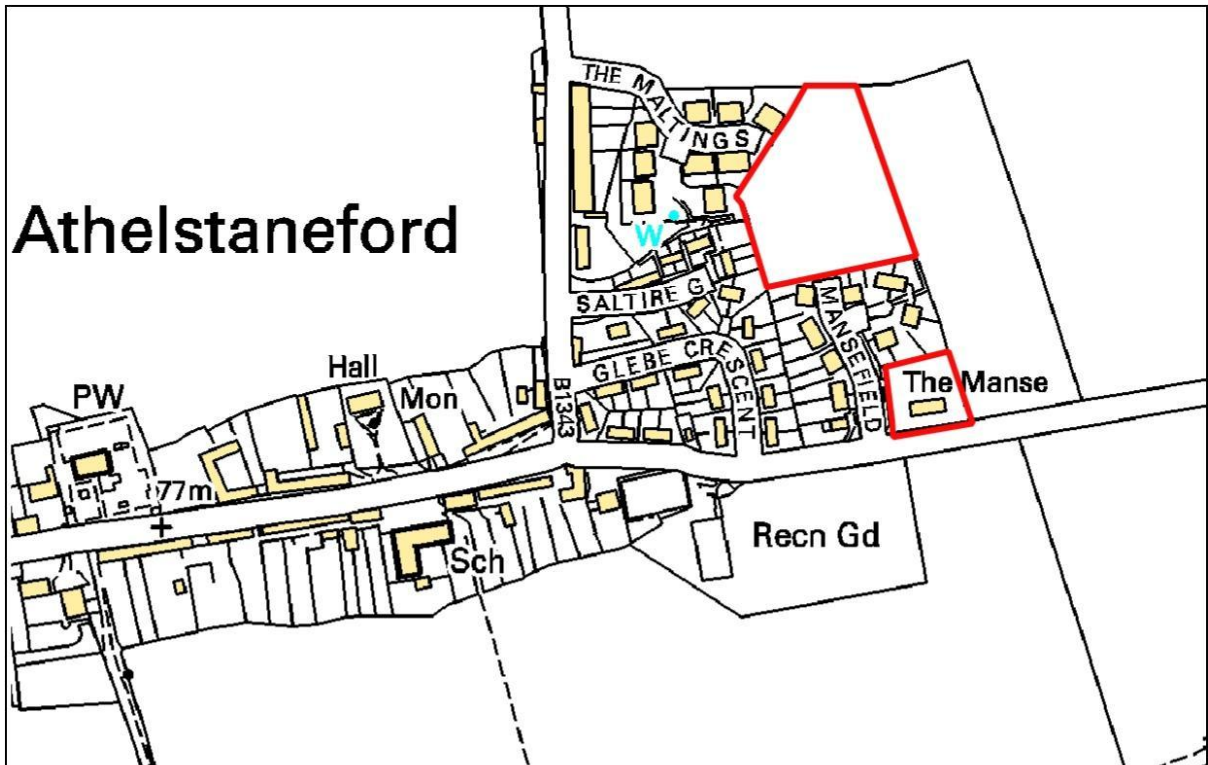 THE MALTINGS
Athelstaneford
W
SALTIRE G
MANSEFIELD
GLEBE CRESCENT
Hall
The Manse
PW
Mon
B1343
77m
Recn Gd
Sch